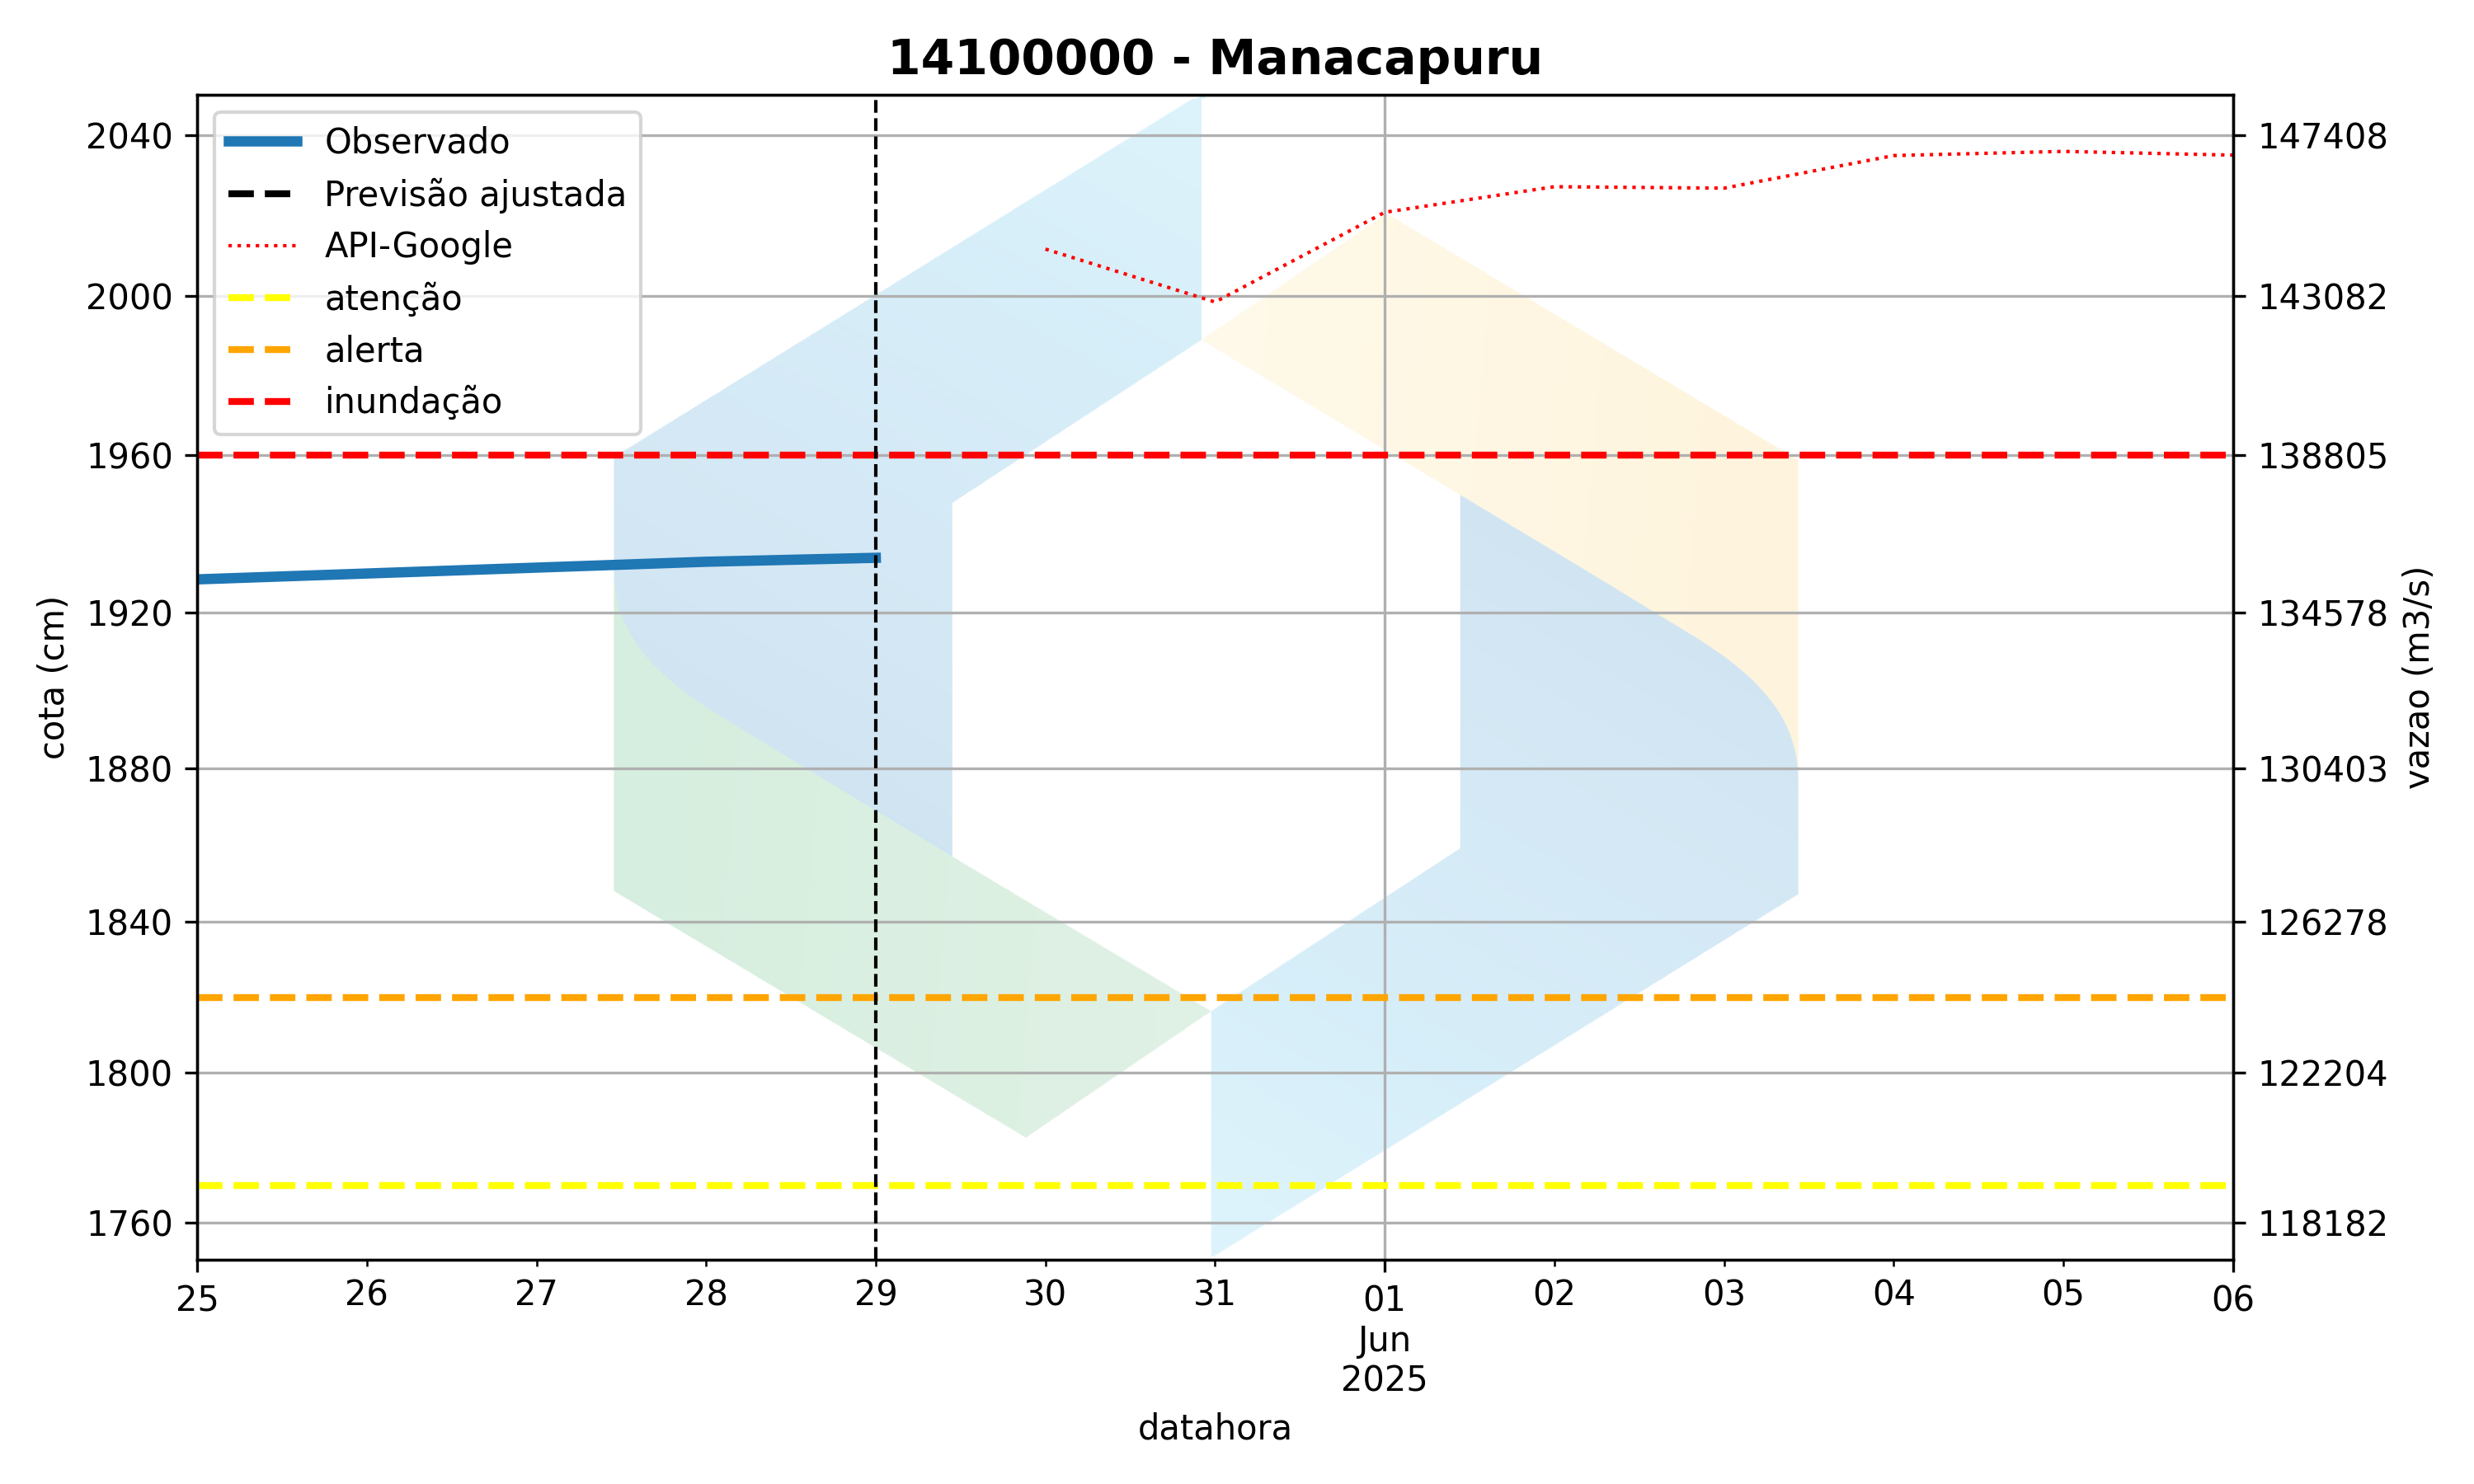 14100000 - Manacapuru
Observado
Previsão ajustada
API-Google
atenção
alerta
inundação
2040
2000
1960
1920
1880
1840
1800
1760
cota (cm)
147408
143082
138805
134578
130403
126278
122204
118182
vazao (m3/s)
25 26 27 28 29 30 31 01 02 03 04 05 06
Jun
2025
datahora